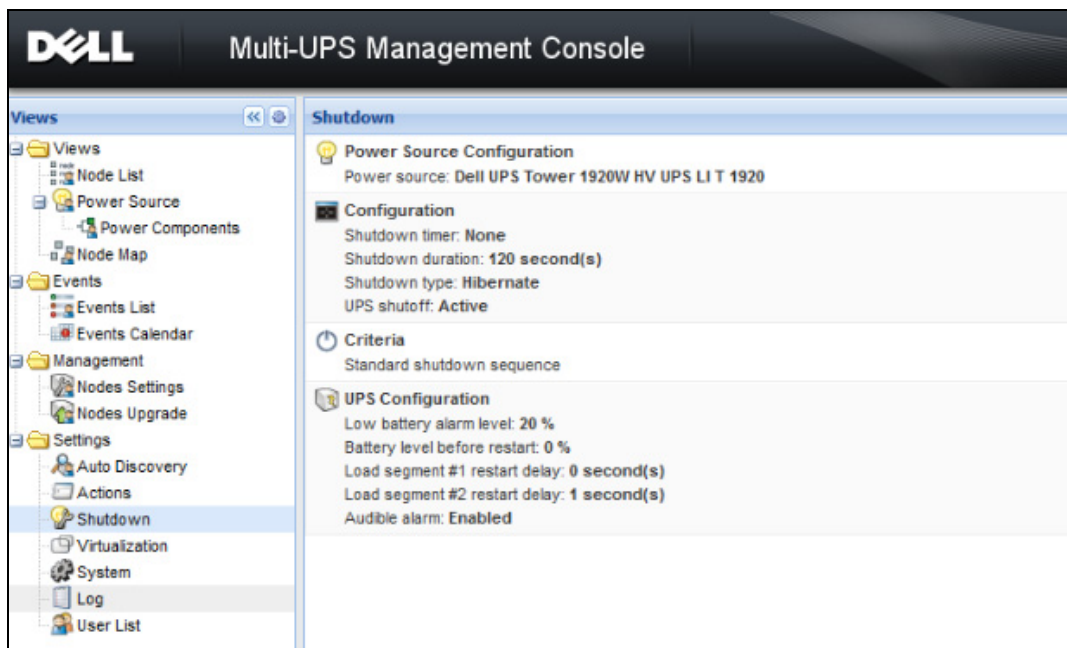 DELL
Multi-UPS Management Console
Views
Views
Node List
Power Source
Power Components
Node Map
Events
Events List
Events Calendar
Management
Nodes Settings
Nodes Upgrade
Settings
Auto Discovery
Actions
Shutdown
Virtualization
System
Log
User List
Shutdown
Power Source Configuration
Power source: Dell UPS Tower 1920W HV UPS LI T 1920
Configuration
Shutdown timer: None
Shutdown duration: 120 second(s)
Shutdown type: Hibernate
UPS shutoff: Active
Criteria
Standard shutdown sequence
UPS Configuration
Low battery alarm level: 20 %
Battery level before restart: 0 %
Load segment #1 restart delay: 0 second(s)
Load segment #2 restart delay: 1 second(s)
Audible alarm: Enabled